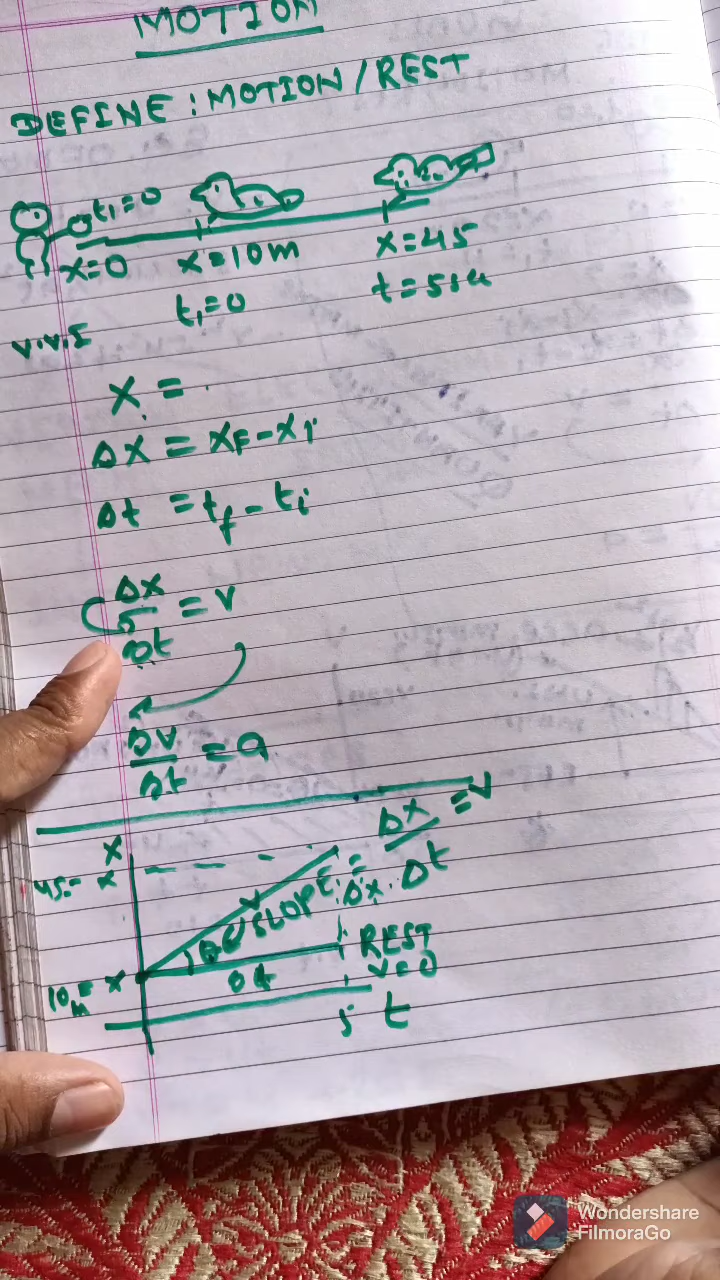 MOTION
DEFINE : MOTION / REST
t₁=0
x=0
x=10m
x=45
t₁=0
V.V.I
x =
Δx = xF-xi
Δt = tf - ti
Δx/Δt = v
Δv/Δt = a
Δx/Δt = v
x
45
SLOPE =
Δx
θ
REST
v=0
10m
Δt
5 t
Wondershare
FilmoraGo